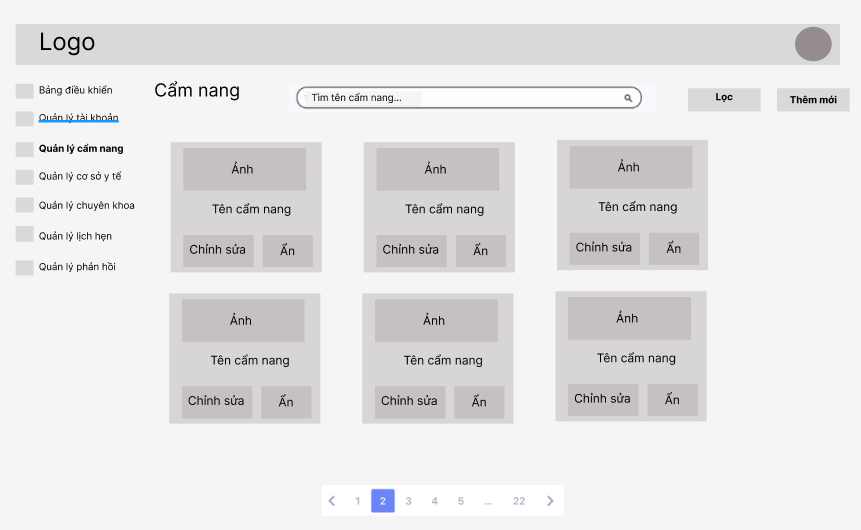 Logo
Bảng điều khiển
Quản lý tài khoản
Quản lý cẩm nang
Quản lý cơ sở y tế
Quản lý chuyên khoa
Quản lý lịch hẹn
Quản lý phản hồi
Cẩm nang
Tìm tên cẩm nang...
Lọc
Thêm mới
Ảnh
Tên cẩm nang
Chỉnh sửa
Ẩn
Ảnh
Tên cẩm nang
Chỉnh sửa
Ẩn
Ảnh
Tên cẩm nang
Chỉnh sửa
Ẩn
Ảnh
Tên cẩm nang
Chỉnh sửa
Ẩn
Ảnh
Tên cẩm nang
Chỉnh sửa
Ẩn
Ảnh
Tên cẩm nang
Chỉnh sửa
Ẩn
1 2 3 4 5 ... 22